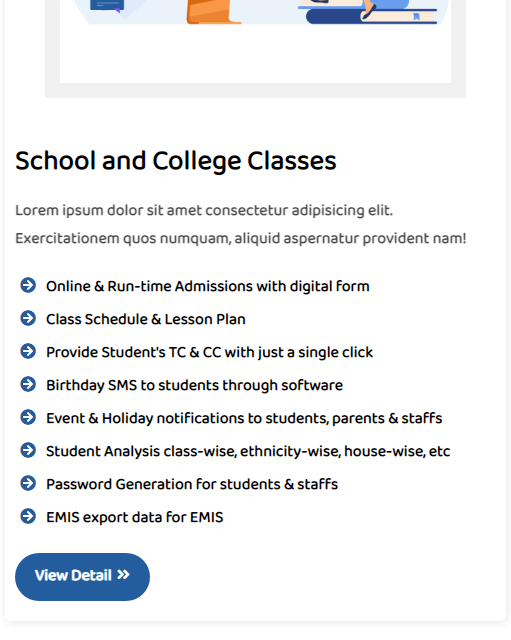 School and College Classes
Lorem ipsum dolor sit amet consectetur adipisicing elit.
Exercitationem quos numquam, aliquid aspernatur provident nam!
Online & Run-time Admissions with digital form
Class Schedule & Lesson Plan
Provide Student's TC & CC with just a single click
Birthday SMS to students through software
Event & Holiday notifications to students, parents & staffs
Student Analysis class-wise, ethnicity-wise, house-wise, etc
Password Generation for students & staffs
EMIS export data for EMIS
View Detail »